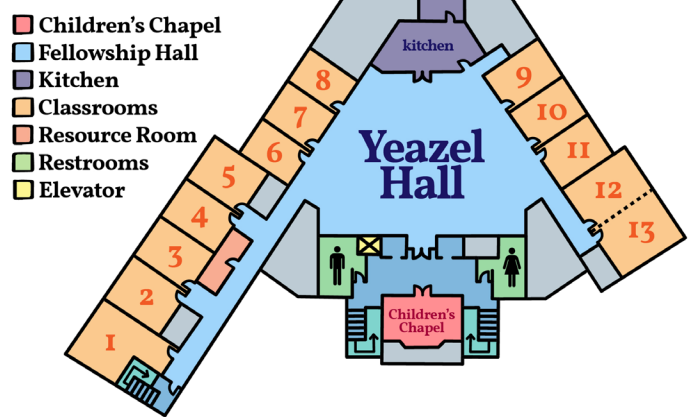 Children's Chapel
Fellowship Hall
Kitchen
Classrooms
Resource Room
Restrooms
Elevator
kitchen
8
7
6
5
4
3
2
1
9
10
11
12
13
Yeazel
Hall
Children's
Chapel